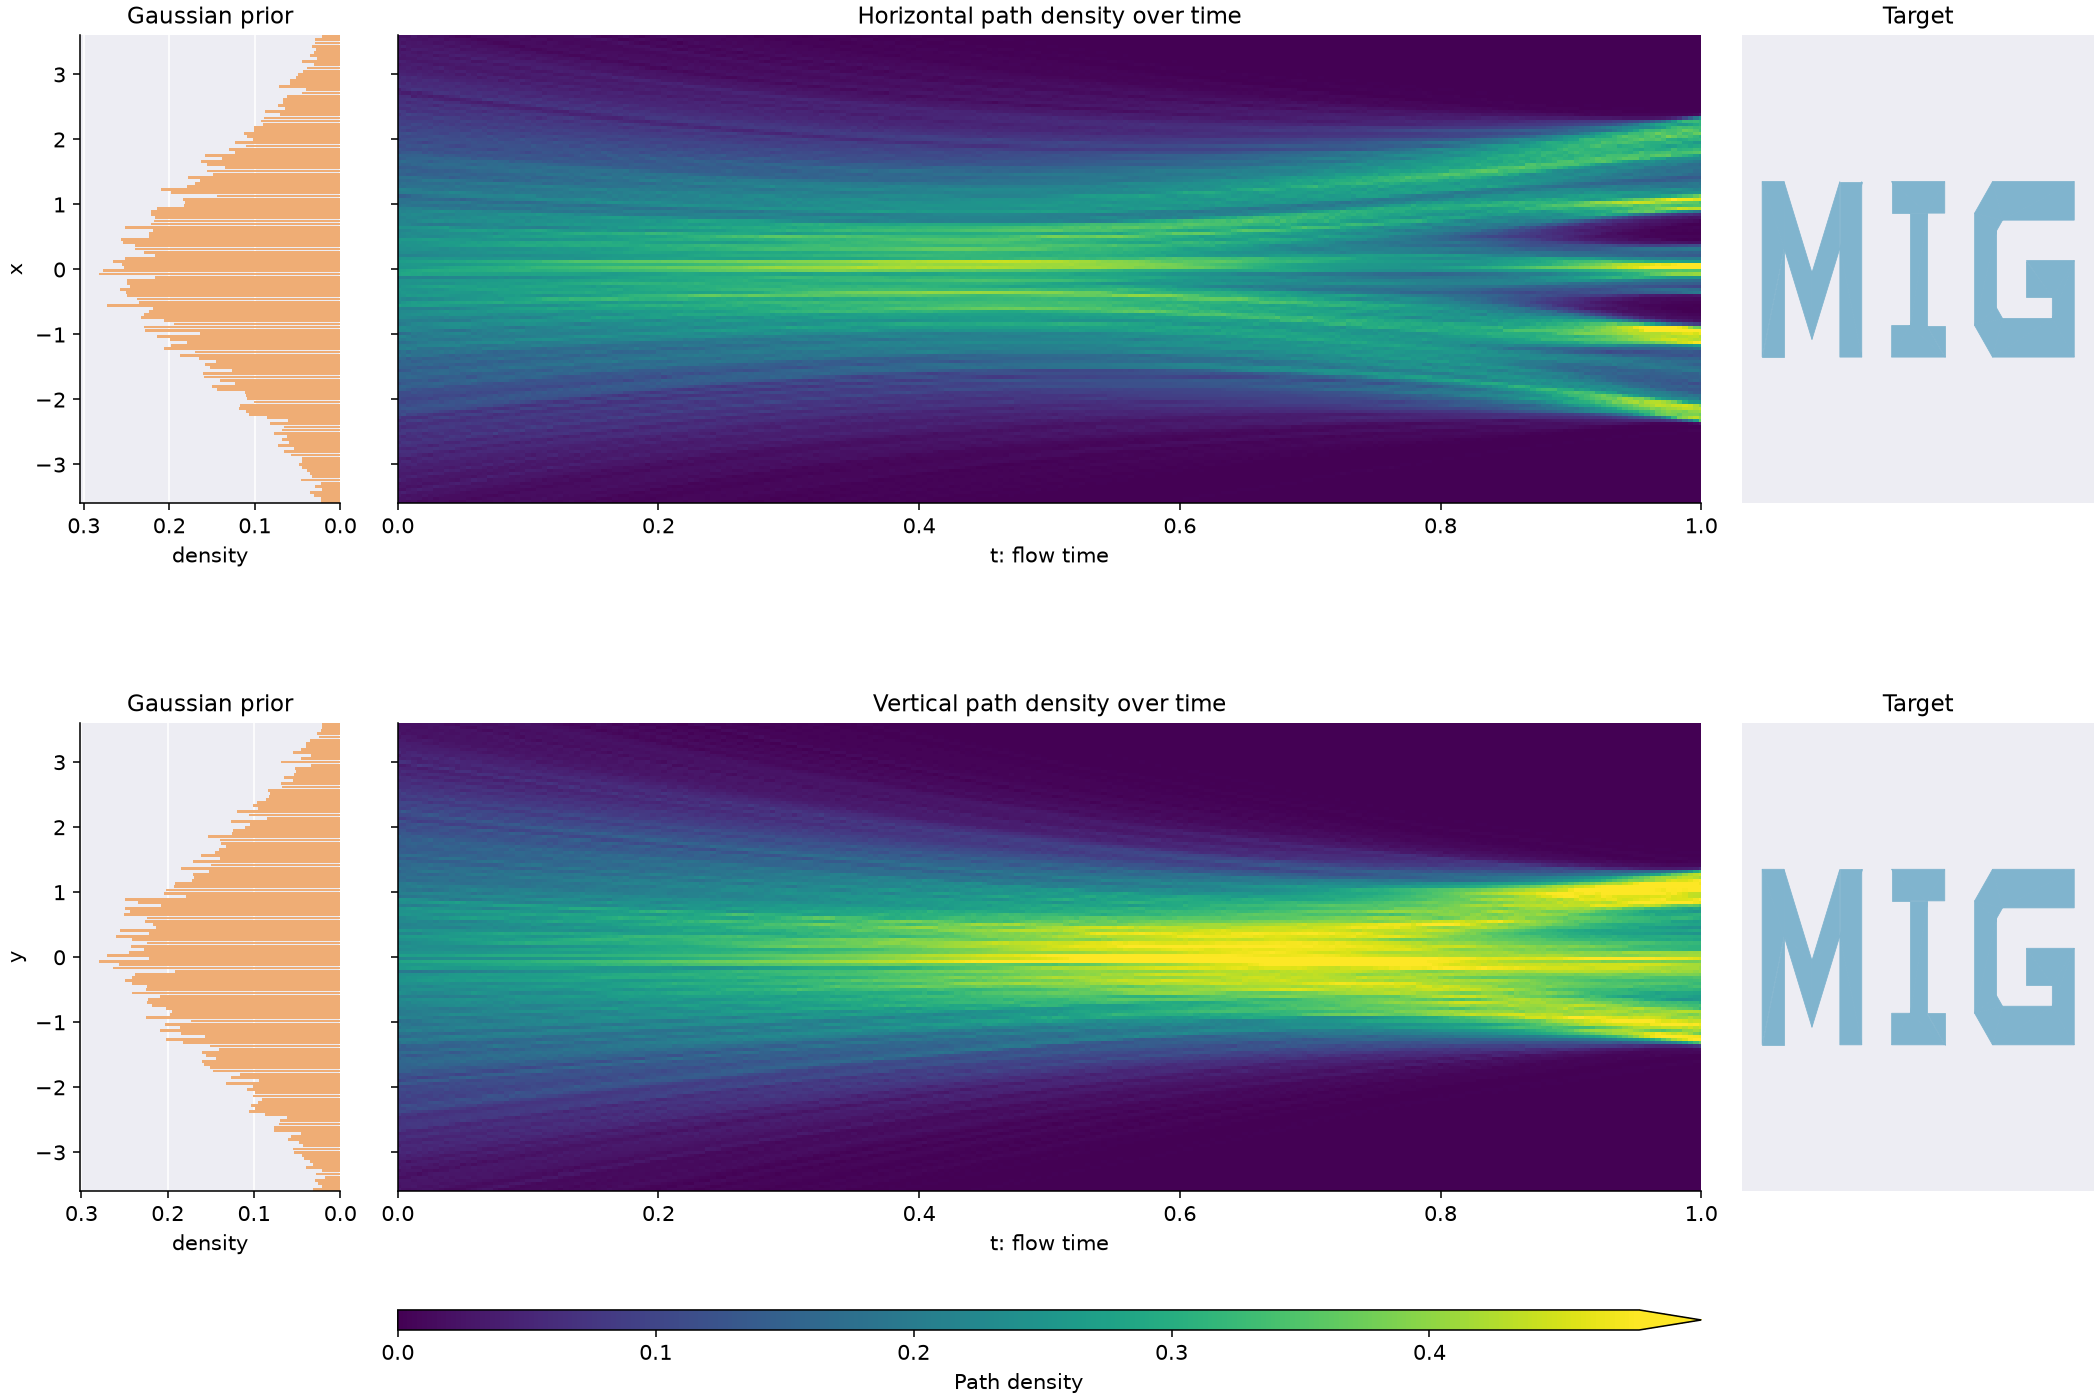 Gaussian prior
Horizontal path density over time
Target
x
3
2
1
0
−1
−2
−3
0.3 0.2 0.1 0.0
density
0.0 0.2 0.4 0.6 0.8 1.0
t: flow time
MIG
Gaussian prior
Vertical path density over time
Target
y
3
2
1
0
−1
−2
−3
0.3 0.2 0.1 0.0
density
0.0 0.2 0.4 0.6 0.8 1.0
t: flow time
MIG
0.0 0.1 0.2 0.3 0.4
Path density